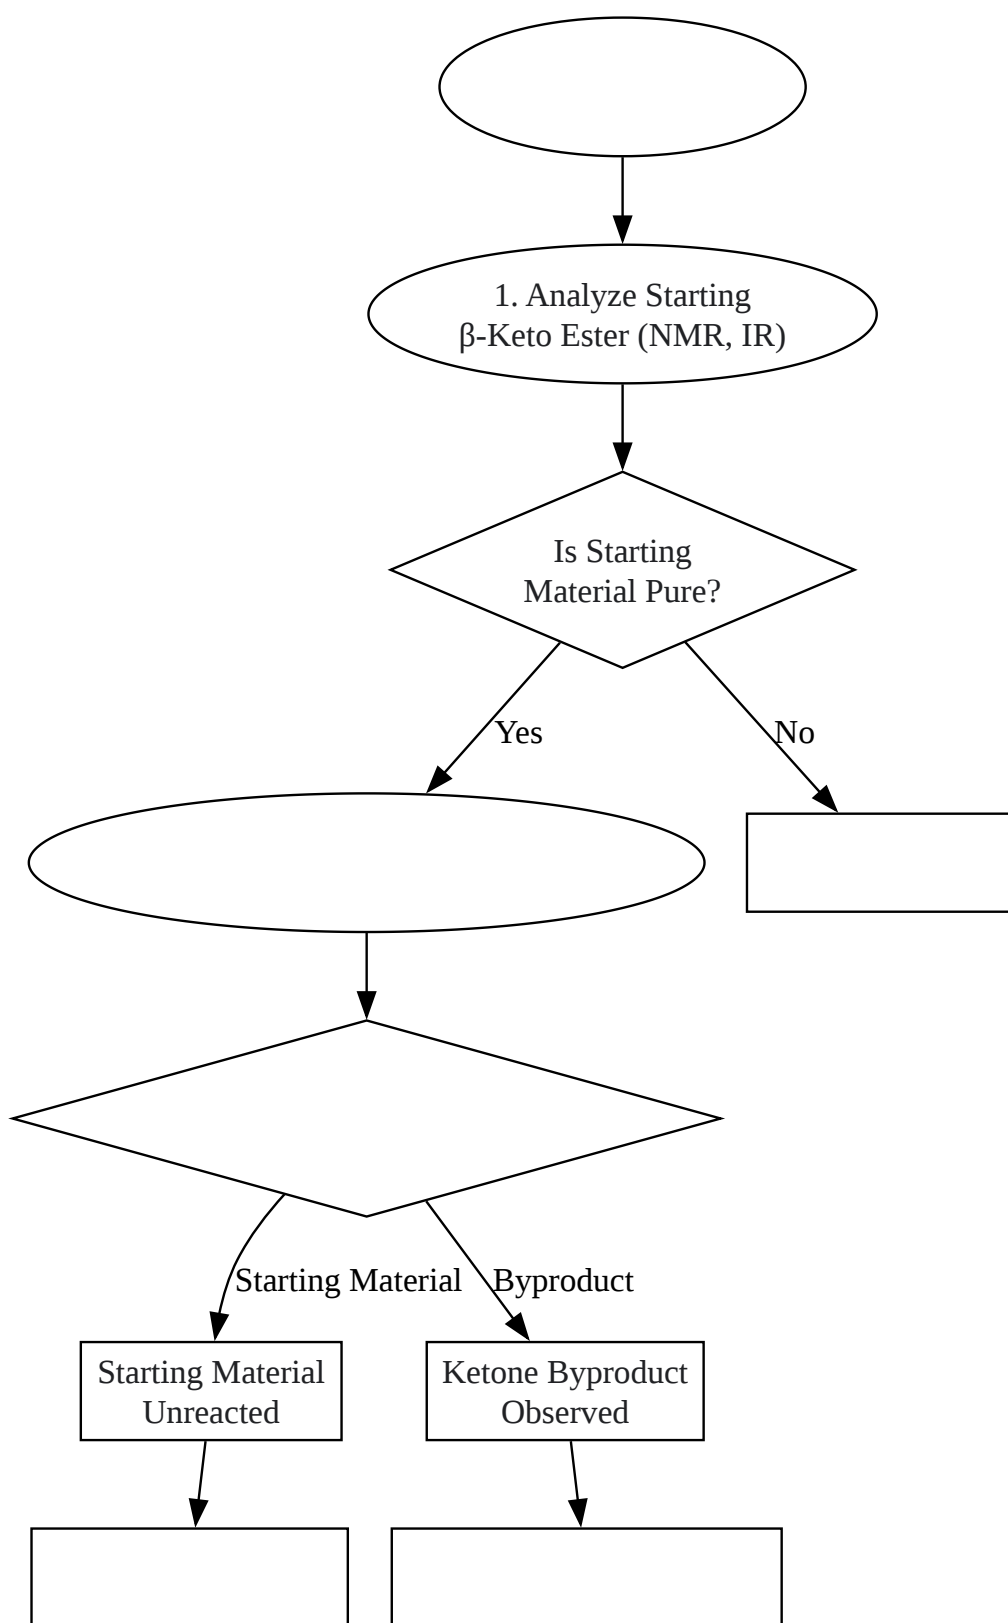 1. Analyze Starting
β-Keto Ester (NMR, IR)
Is Starting
Material Pure?
Yes
No
Starting Material
Byproduct
Starting Material
Unreacted
Ketone Byproduct
Observed